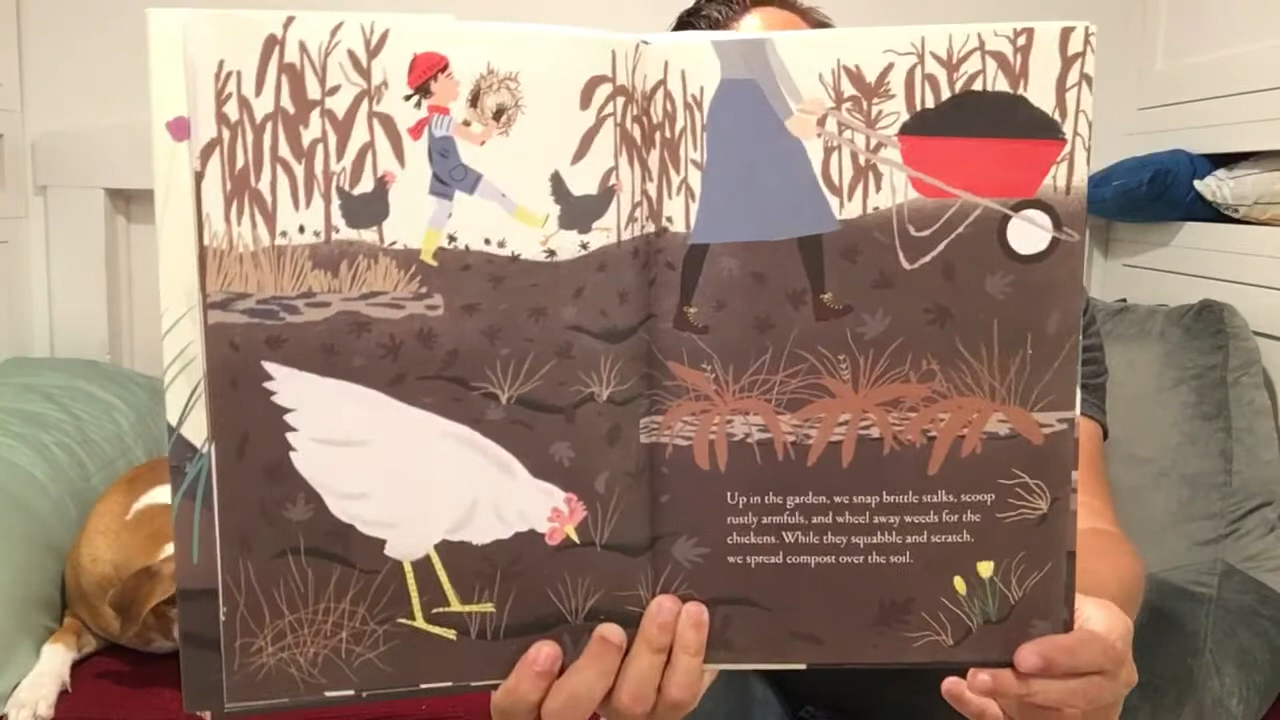 Up in the garden, we snap brittle stalks, scoop
rustly armfuls, and wheel away weeds for the
chickens. While they squabble and scratch,
we spread compost over the soil.